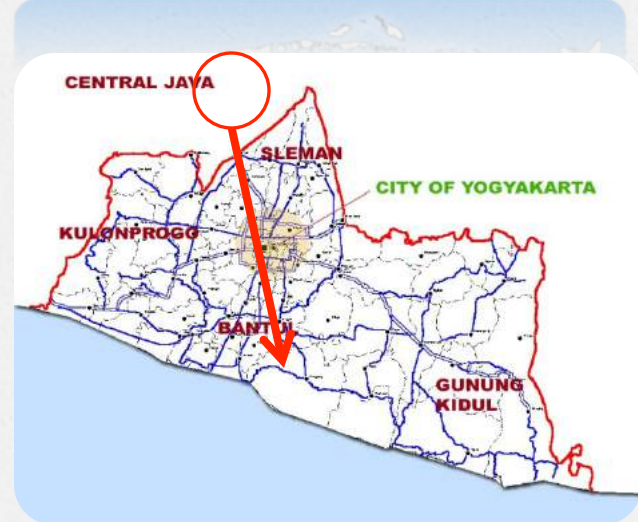 CENTRAL JAVA
SLEMAN
CITY OF YOGYAKARTA
KULONPROGO
BANTUL
GUNUNG
KIDUL